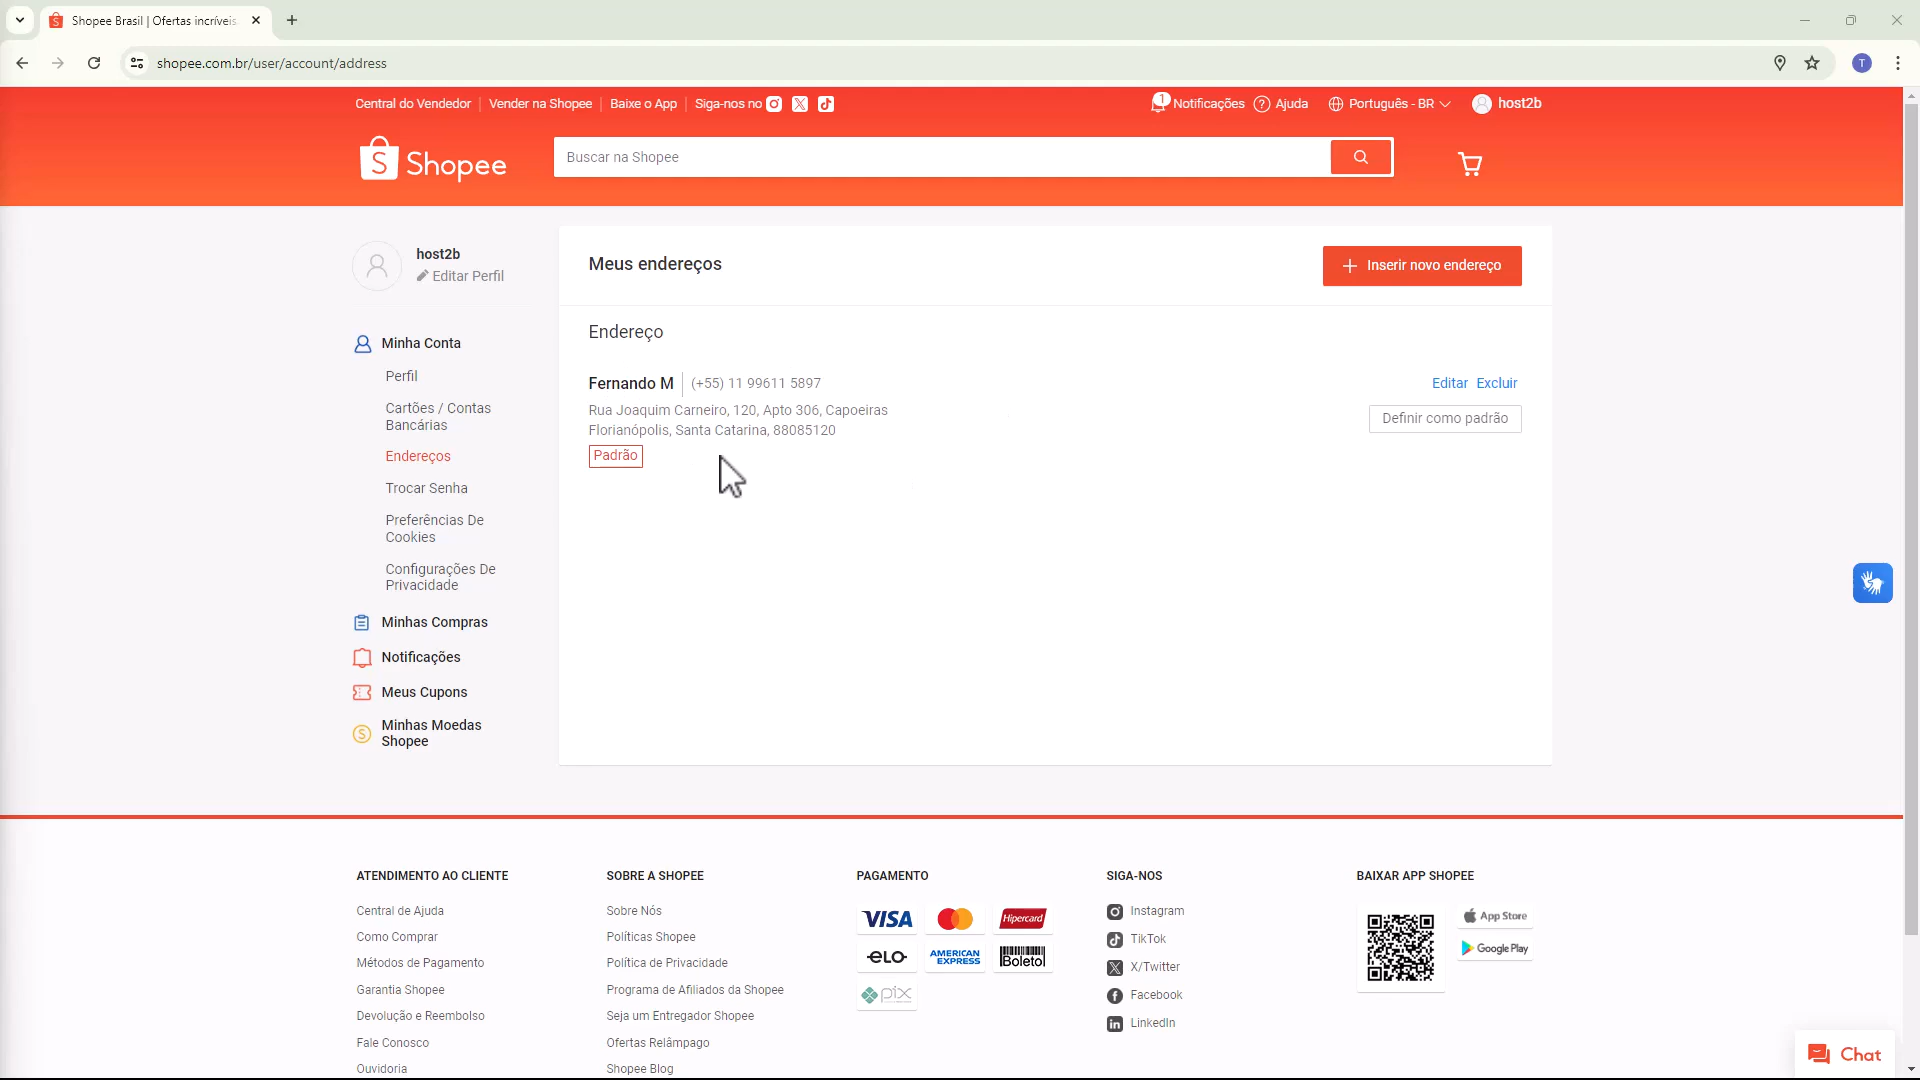 Shopee Brasil | Ofertas incríveis
shopee.com.br/user/account/address
T
Central do Vendedor | Vender na Shopee | Baixe o App | Siga-nos no
1
Notificações
Ajuda
Português - BR
host2b
Shopee
Buscar na Shopee
host2b
Editar Perfil
Minha Conta
Perfil
Cartões / Contas
Bancárias
Endereços
Trocar Senha
Preferências De
Cookies
Configurações De
Privacidade
Minhas Compras
Notificações
Meus Cupons
Minhas Moedas
Shopee
Meus endereços
Inserir novo endereço
Endereço
Fernando M | (+55) 11 99611 5897
Editar Excluir
Rua Joaquim Carneiro, 120, Apto 306, Capoeiras
Definir como padrão
Florianópolis, Santa Catarina, 88085120
Padrão
ATENDIMENTO AO CLIENTE
Central de Ajuda
Como Comprar
Métodos de Pagamento
Garantia Shopee
Devolução e Reembolso
Fale Conosco
Ouvidoria
SOBRE A SHOPEE
Sobre Nós
Políticas Shopee
Política de Privacidade
Programa de Afiliados da Shopee
Seja um Entregador Shopee
Ofertas Relâmpago
Shopee Blog
PAGAMENTO
VISA
Hipercard
elo
AMERICAN
EXPRESS
Boleto
pix
SIGA-NOS
Instagram
TikTok
X/Twitter
Facebook
LinkedIn
BAIXAR APP SHOPEE
App Store
Google Play
Chat